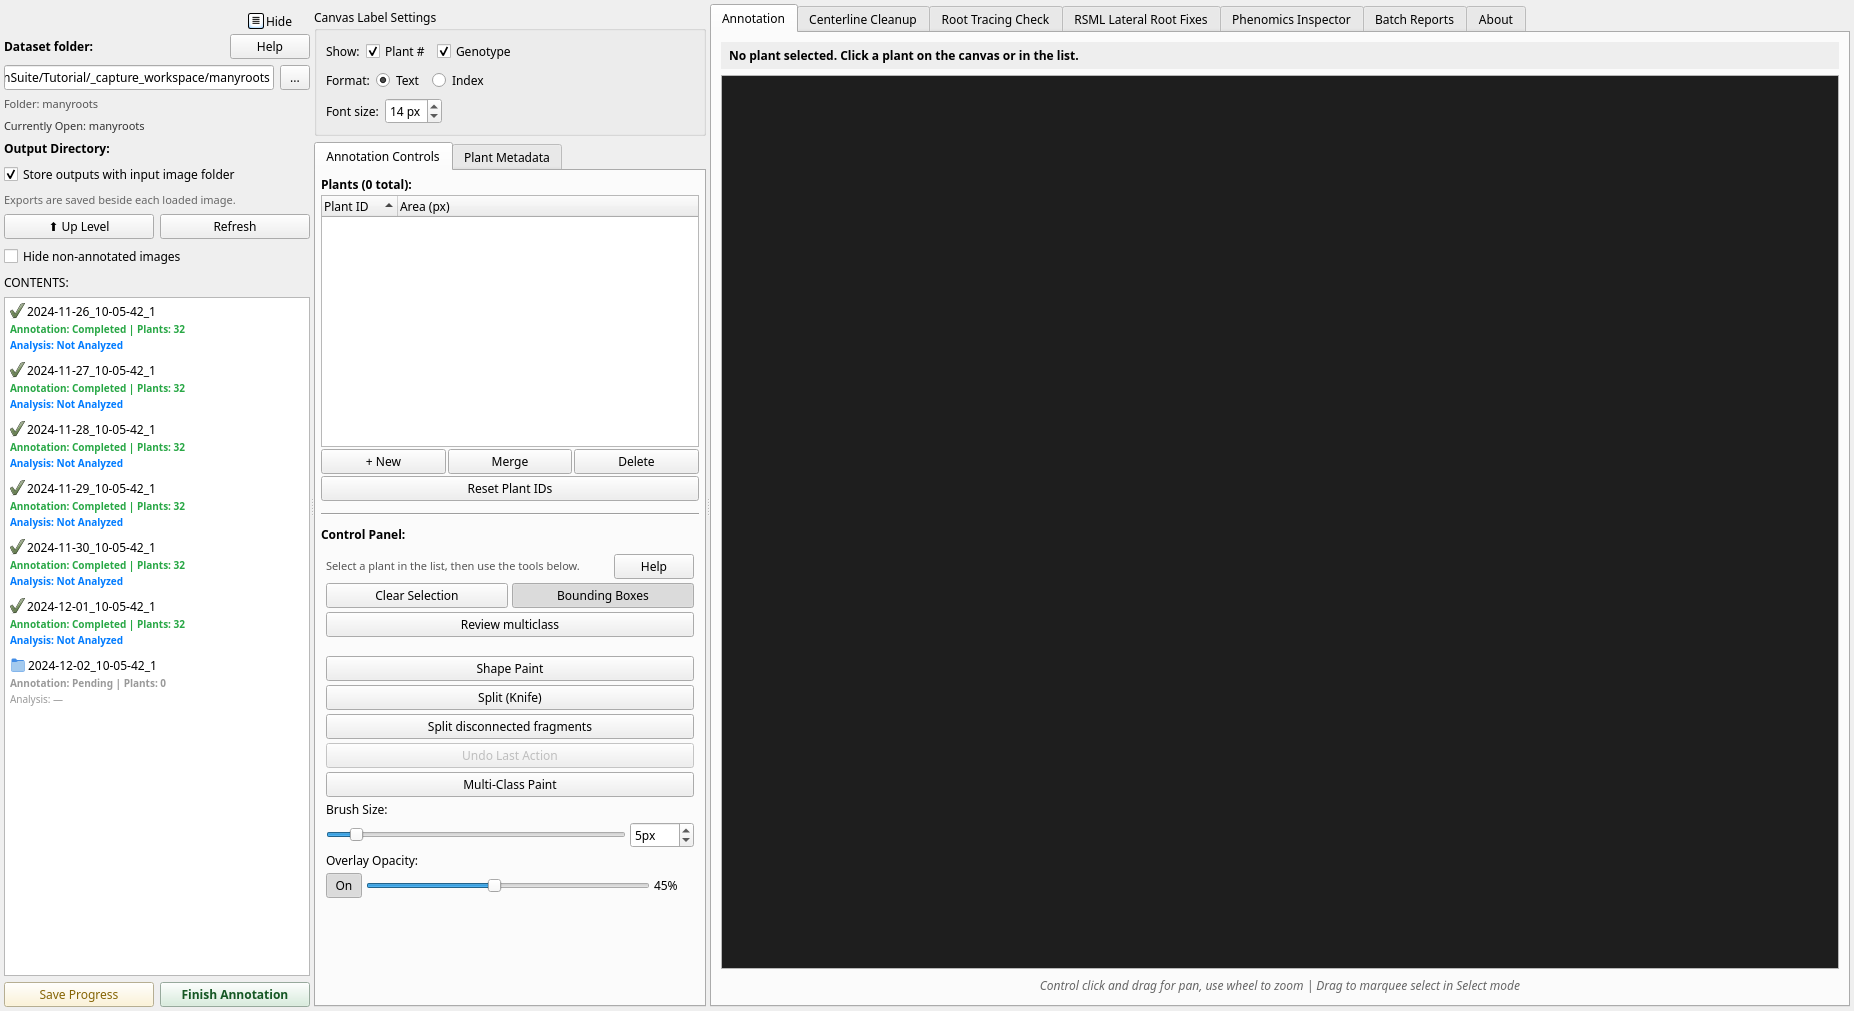 Hide
Dataset folder:
Help
nSuite/Tutorial/_capture_workspace/manyroots
...
Folder: manyroots
Currently Open: manyroots
Output Directory:
Store outputs with input image folder
Exports are saved beside each loaded image.
Up Level
Refresh
Hide non-annotated images
CONTENTS:
2024-11-26_10-05-42_1
Annotation: Completed | Plants: 32
Analysis: Not Analyzed
2024-11-27_10-05-42_1
Annotation: Completed | Plants: 32
Analysis: Not Analyzed
2024-11-28_10-05-42_1
Annotation: Completed | Plants: 32
Analysis: Not Analyzed
2024-11-29_10-05-42_1
Annotation: Completed | Plants: 32
Analysis: Not Analyzed
2024-11-30_10-05-42_1
Annotation: Completed | Plants: 32
Analysis: Not Analyzed
2024-12-01_10-05-42_1
Annotation: Completed | Plants: 32
Analysis: Not Analyzed
2024-12-02_10-05-42_1
Annotation: Pending | Plants: 0
Analysis: —
Save Progress
Finish Annotation
Canvas Label Settings
Show: Plant # Genotype
Format: Text Index
Font size: 14 px
Annotation Controls
Plant Metadata
Plants (0 total):
Plant ID
Area (px)
+ New
Merge
Delete
Reset Plant IDs
Control Panel:
Select a plant in the list, then use the tools below.
Help
Clear Selection
Bounding Boxes
Review multiclass
Shape Paint
Split (Knife)
Split disconnected fragments
Undo Last Action
Multi-Class Paint
Brush Size:
5px
Overlay Opacity:
On
45%
Annotation
Centerline Cleanup
Root Tracing Check
RSML Lateral Root Fixes
Phenomics Inspector
Batch Reports
About
No plant selected. Click a plant on the canvas or in the list.
Control click and drag for pan, use wheel to zoom | Drag to marquee select in Select mode